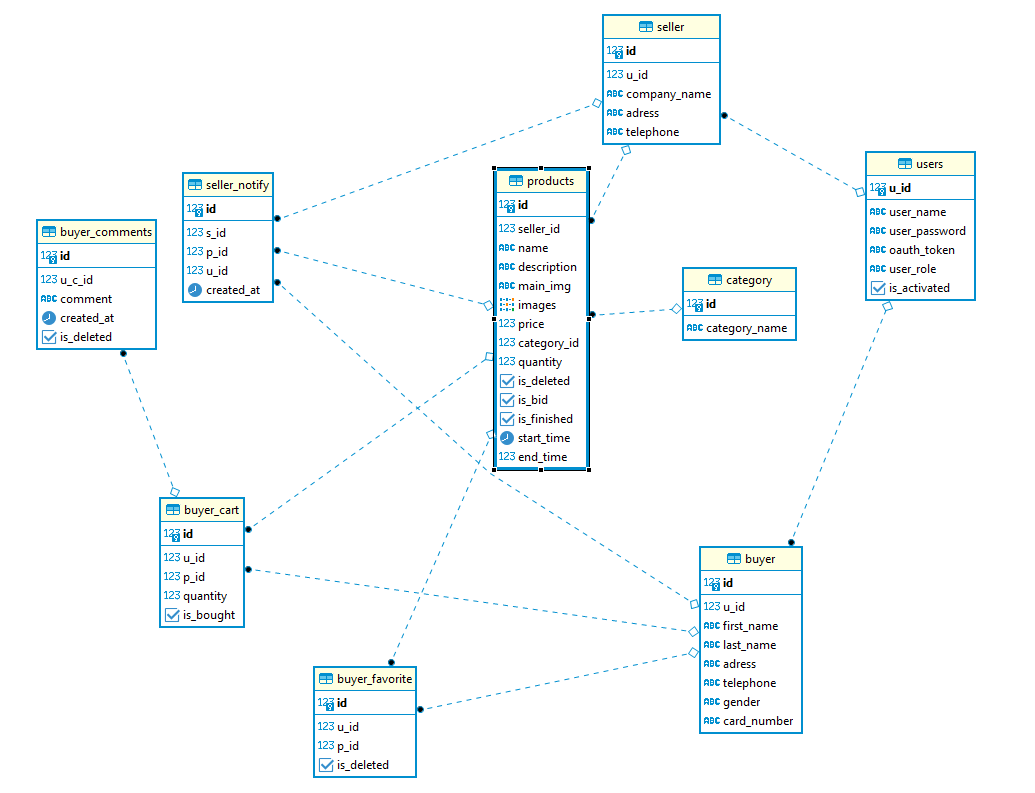 seller
123 id
123 u_id
ABC company_name
ABC adress
ABC telephone
users
123 u_id
ABC user_name
ABC user_password
ABC oauth_token
ABC user_role
is_activated
products
123 id
123 seller_id
ABC name
ABC description
ABC main_img
images
123 price
123 category_id
123 quantity
is_deleted
is_bid
is_finished
start_time
123 end_time
seller_notify
123 id
123 s_id
123 p_id
123 u_id
created_at
buyer_comments
123 id
123 u_c_id
ABC comment
created_at
is_deleted
category
123 id
ABC category_name
buyer_cart
123 id
123 u_id
123 p_id
123 quantity
is_bought
buyer
123 id
123 u_id
ABC first_name
ABC last_name
ABC adress
ABC telephone
ABC gender
ABC card_number
buyer_favorite
123 id
123 u_id
123 p_id
is_deleted